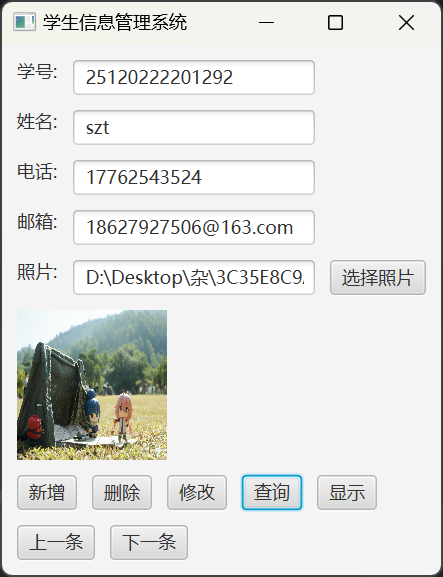 学生信息管理系统
学号: 25120222201292
姓名: szt
电话: 17762543524
邮箱: 18627927506@163.com
照片: D:\Desktop\杂\3C35E8C9. 选择照片
新增 删除 修改 查询 显示
上一条 下一条